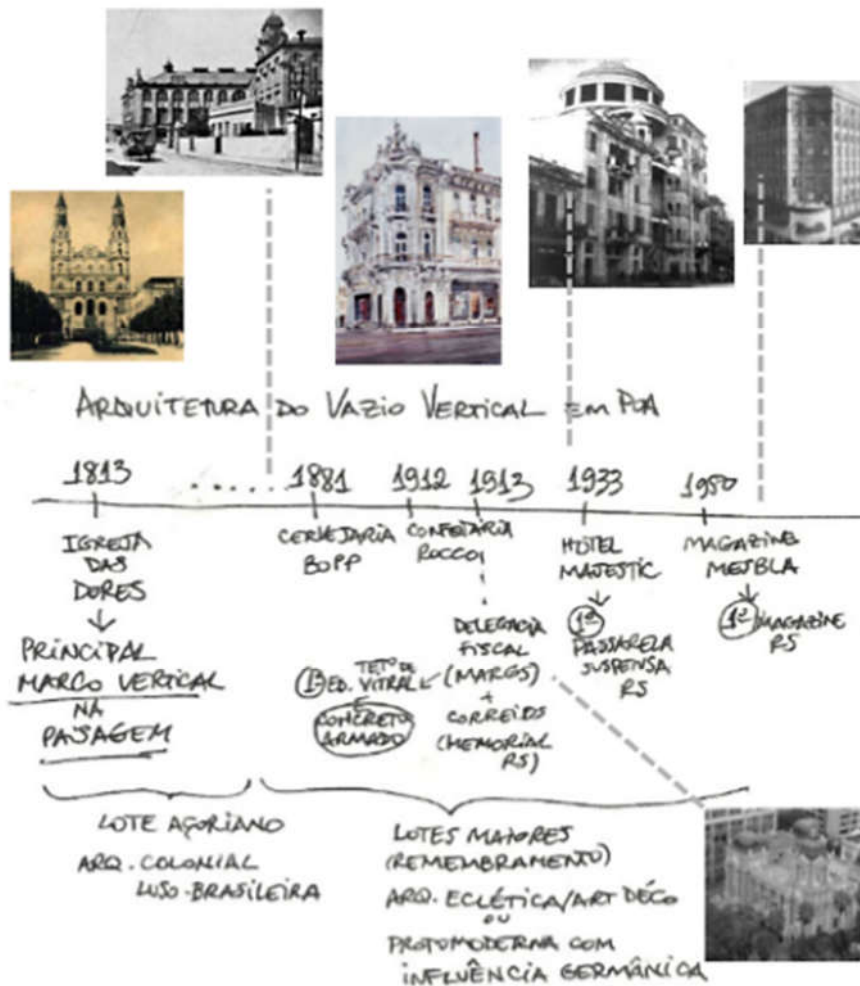 ARQUITETURA DO VAZIO VERTICAL EM POA
1813 ...... 1881 1912 1913 1933 1950
IGREJA
DAS
DORES
PRINCIPAL
MARCO VERTICAL
NA
PAISAGEM
CERVEJARIA
BOPP
CONFEITARIA
ROCCO
DELEGACIA
FISCAL
(MARGS)
+
CORREIOS
(MEMORIAL
RS)
TETO DE
ED. VITRAL
CONCRETO
ARMADO
HOTEL
MAJESTIC
1ª
PASSARELA
SUSPENSA
RS
MAGAZINE
MESBLA
1º MAGAZINE
RS
LOTE AÇORIANO
ARQ. COLONIAL
LUSO-BRASILEIRA
LOTES MAIORES
(REMEMBRAMENTO)
ARQ. ECLÉTICA/ART DÉCO
OU
PROTOMODERNA COM
INFLUÊNCIA GERMÂNICA